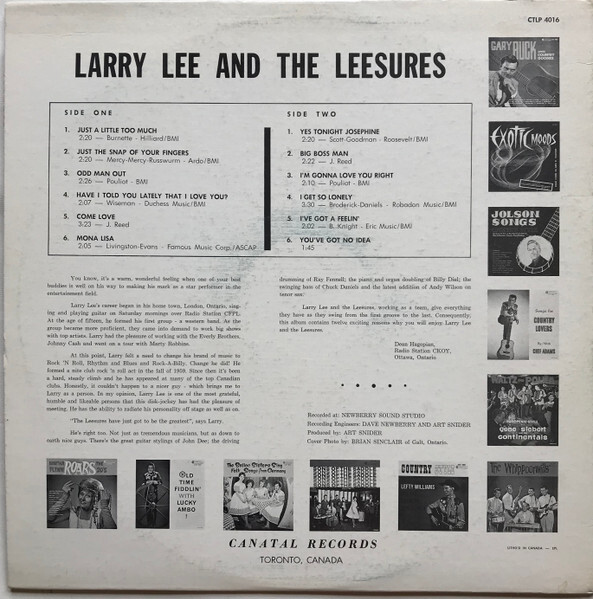 CTLP 4016
LARRY LEE AND THE LEESURES
SIDE ONE
1. JUST A LITTLE TOO MUCH
2:20 — Burnette - Hilliard/BMI
2. JUST THE SNAP OF YOUR FINGERS
2:20 — Mercy-Mercy-Russwurm - Ardo/BMI
3. ODD MAN OUT
2:26 — Pouliot - BMI
4. HAVE I TOLD YOU LATELY THAT I LOVE YOU?
2:07 — Wiseman - Duchess Music/BMI
5. COME LOVE
3:23 — J. Reed
6. MONA LISA
2:05 — Livingston-Evans - Famous Music Corp./ASCAP
SIDE TWO
1. YES TONIGHT JOSEPHINE
2:20 — Scott-Goodman - Roosevelt/BMI
2. BIG BOSS MAN
2:22 — J. Reed
3. I'M GONNA LOVE YOU RIGHT
2:10 — Pouliot - BMI
4. I GET SO LONELY
3:30 — Broderick-Daniels - Robadon Music/BMI
5. I'VE GOT A FEELIN'
2:02 — B. Knight - Eric Music/BMI
6. YOU'VE GOT NO IDEA
1:45
You know, it's a warm, wonderful feeling when one of your best
buddies is well on his way to making his mark as a star performer in the
entertainment field.
Larry Lee's career began in his home town, London, Ontario, sing-
ing and playing guitar on Saturday mornings over Radio Station CFPL.
At the age of fifteen, he formed his first group - a western band. As the
group became more proficient, they came into demand to work big shows
with top artists. Larry had the pleasure of working with the Everly Brothers,
Johnny Cash and went on a tour with Marty Robbins.
At this point, Larry felt a need to change his brand of music to
Rock 'N Roll, Rhythm and Blues and Rock-A-Billy. Change he did! He
formed a nite club rock 'n roll act in the fall of 1959. Since then it's been
a hard, steady climb and he has appeared at many of the top Canadian
clubs. Honestly, it couldn't happen to a nicer guy - which brings me to
Larry as a person. In my opinion, Larry Lee is one of the most grateful,
humble and likeable persons that this disk-jockey has had the pleasure of
meeting. He has the ability to radiate his personality off stage as well as on.
"The Leesures have just got to be the greatest", says Larry.
He's right too. Not just as tremendous musicians, but as down to
earth nice guys. There's the great guitar stylings of John Dee; the driving
drumming of Ray Fennell; the piano and organ doubling of Billy Dial; the
swinging bass of Chuck Daniels and the latest addition of Andy Wilson on
tenor sax.
Larry Lee and the Leesures, working as a team, give everything
they have as they swing from the first groove to the last. Consequently,
this album contains twelve exciting reasons why you will enjoy Larry Lee
and the Leesures.
Dean Hagopian,
Radio Station CKOY,
Ottawa, Ontario
Recorded at: NEWBERRY SOUND STUDIO
Recording Engineers: DAVE NEWBERRY AND ART SNIDER
Produced by: ART SNIDER
Cover Photo by: BRIAN SINCLAIR of Galt, Ontario.
GARY BUCK
EXOTIC MOODS
JOLSON SONGS
Songs for
COUNTRY
LOVERS
CINDY ADAMS
WALTZ-POLKA
gene siebert
continentals
The Whippoorwills
ROARS
OLD
TIME
FIDDLIN'
WITH
LUCKY
AMBO
!
COUNTRY
LEFTY WILLIAMS
CANATAL RECORDS
TORONTO, CANADA